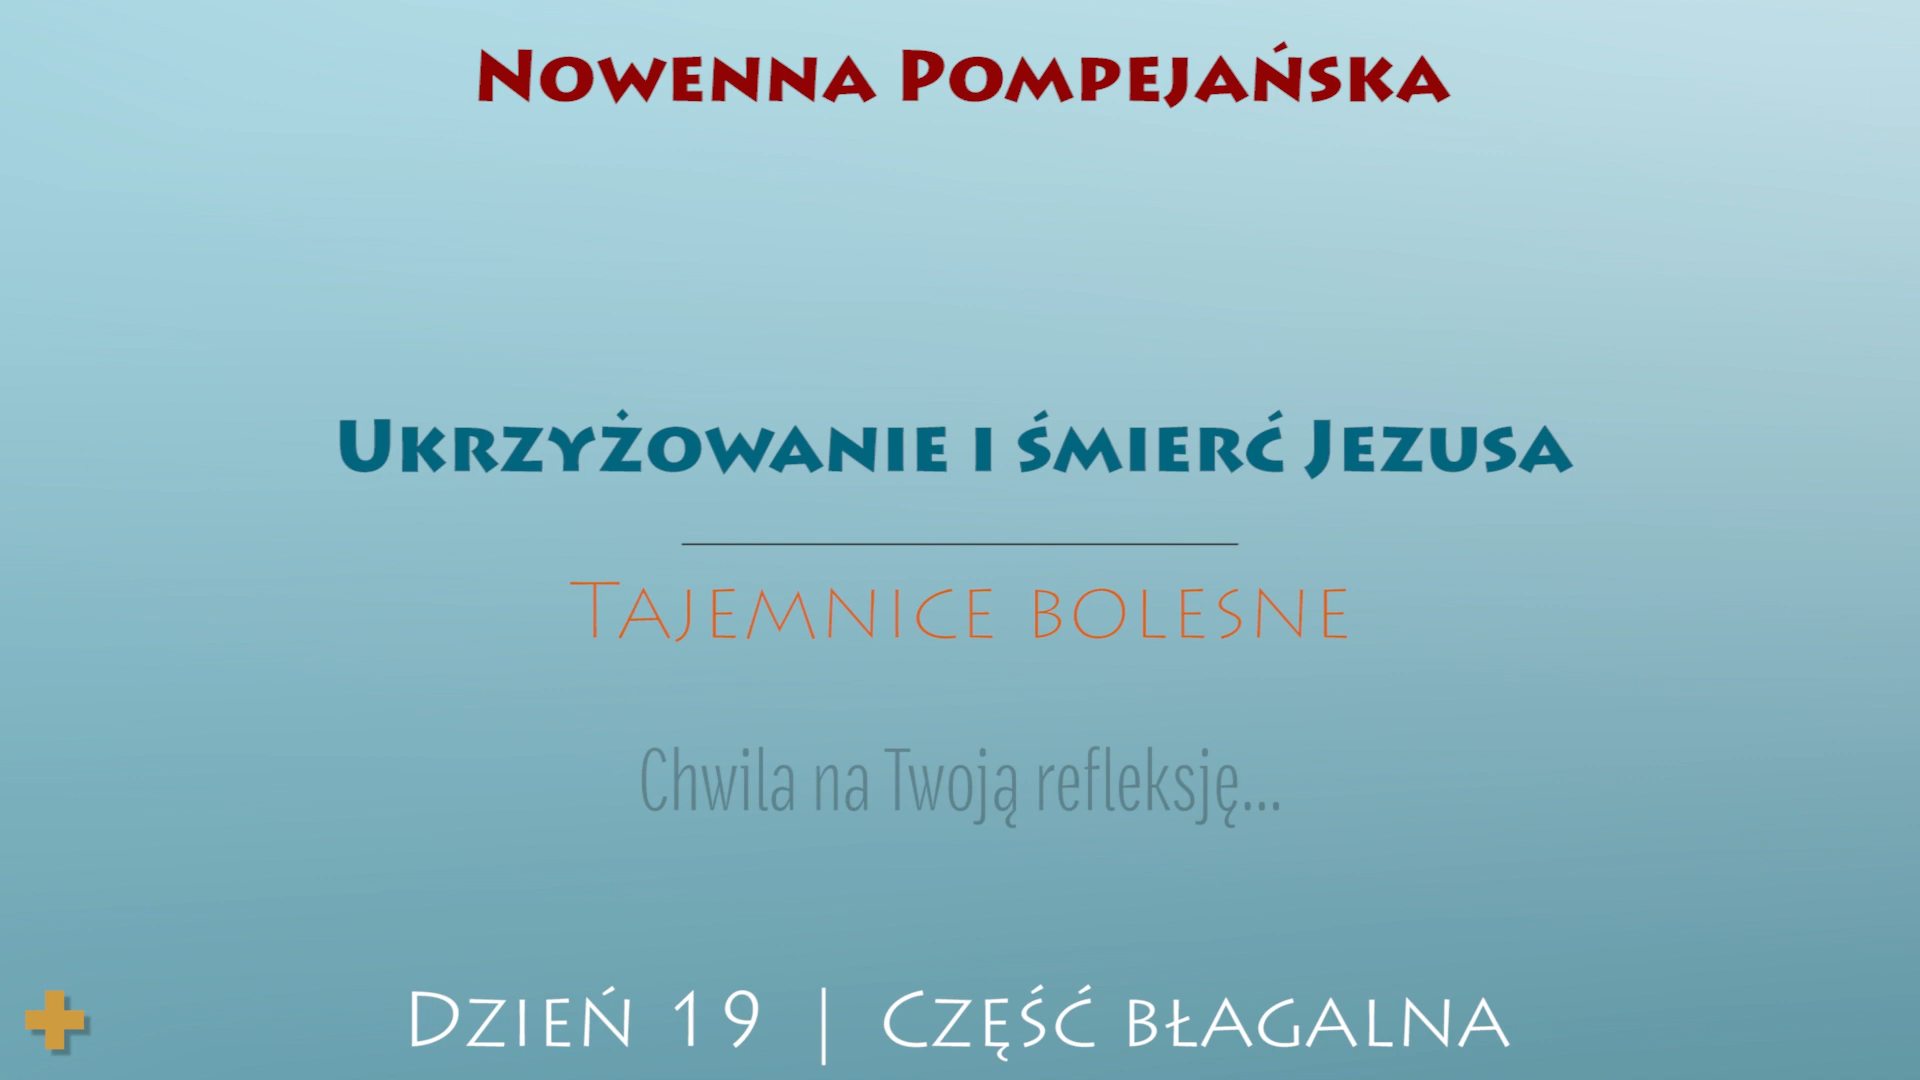 Nowenna Pompejańska
Ukrzyżowanie i śmierć Jezusa
Tajemnice bolesne
Chwila na Twoją refleksję...
Dzień 19 | Część błagalna